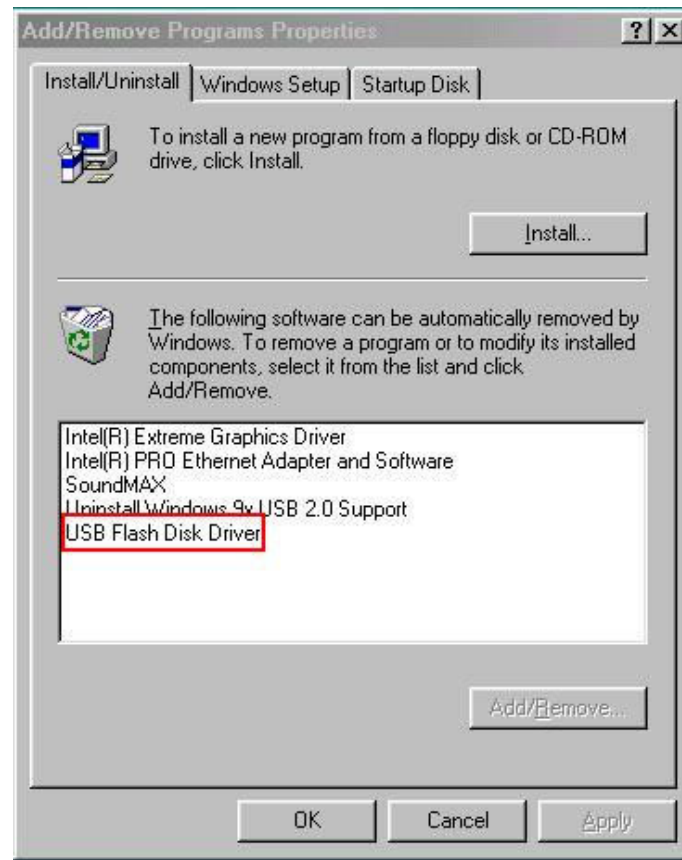 Add/Remove Programs Properties
Install/Uninstall
Windows Setup
Startup Disk
To install a new program from a floppy disk or CD-ROM
drive, click Install.
Install...
The following software can be automatically removed by
Windows. To remove a program or to modify its installed
components, select it from the list and click
Add/Remove.
Intel(R) Extreme Graphics Driver
Intel(R) PRO Ethernet Adapter and Software
SoundMAX
Uninstall Windows 9x USB 2.0 Support
USB Flash Disk Driver
Add/Remove...
OK
Cancel
Apply